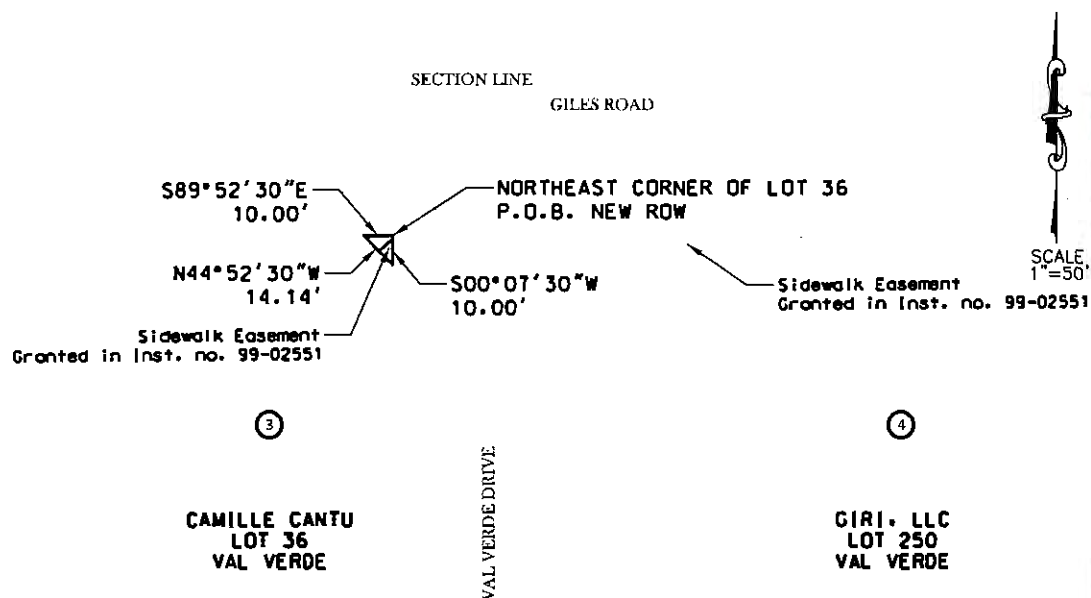 SECTION LINE
GILES ROAD
S89°52'30"E
10.00'
NORTHEAST CORNER OF LOT 36
P.O.B. NEW ROW
N44°52'30"W
14.14'
S00°07'30"W
10.00'
SCALE
1"=50'
Sidewalk Easement
Granted in Inst. no. 99-02551
Sidewalk Easement
Granted in Inst. no. 99-02551
3
4
VAL VERDE DRIVE
CAMILLE CANTU
LOT 36
VAL VERDE
GIRI, LLC
LOT 250
VAL VERDE